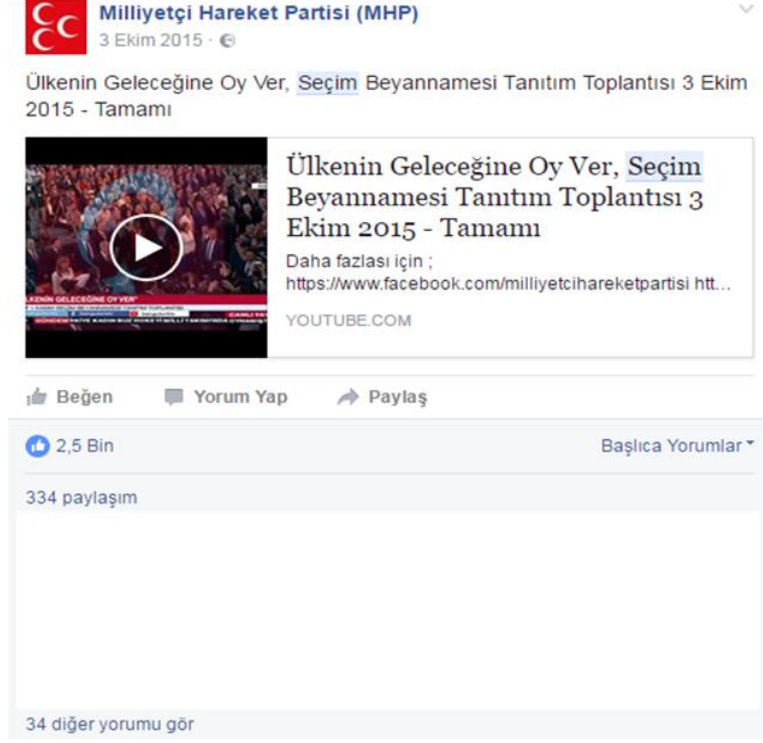 Milliyetçi Hareket Partisi (MHP)
3 Ekim 2015 ·
Ülkenin Geleceğine Oy Ver, Seçim Beyannamesi Tanıtım Toplantısı 3 Ekim
2015 - Tamamı
Ülkenin Geleceğine Oy Ver, Seçim
Beyannamesi Tanıtım Toplantısı 3
Ekim 2015 - Tamamı
Daha fazlası için ;
https://www.facebook.com/milliyetcihareketpartisi htt...
YOUTUBE.COM
LKENİN GELECEĞİNE OY VER"
Beğen Yorum Yap Paylaş
2,5 Bin Başlıca Yorumlar
334 paylaşım
34 diğer yorumu gör